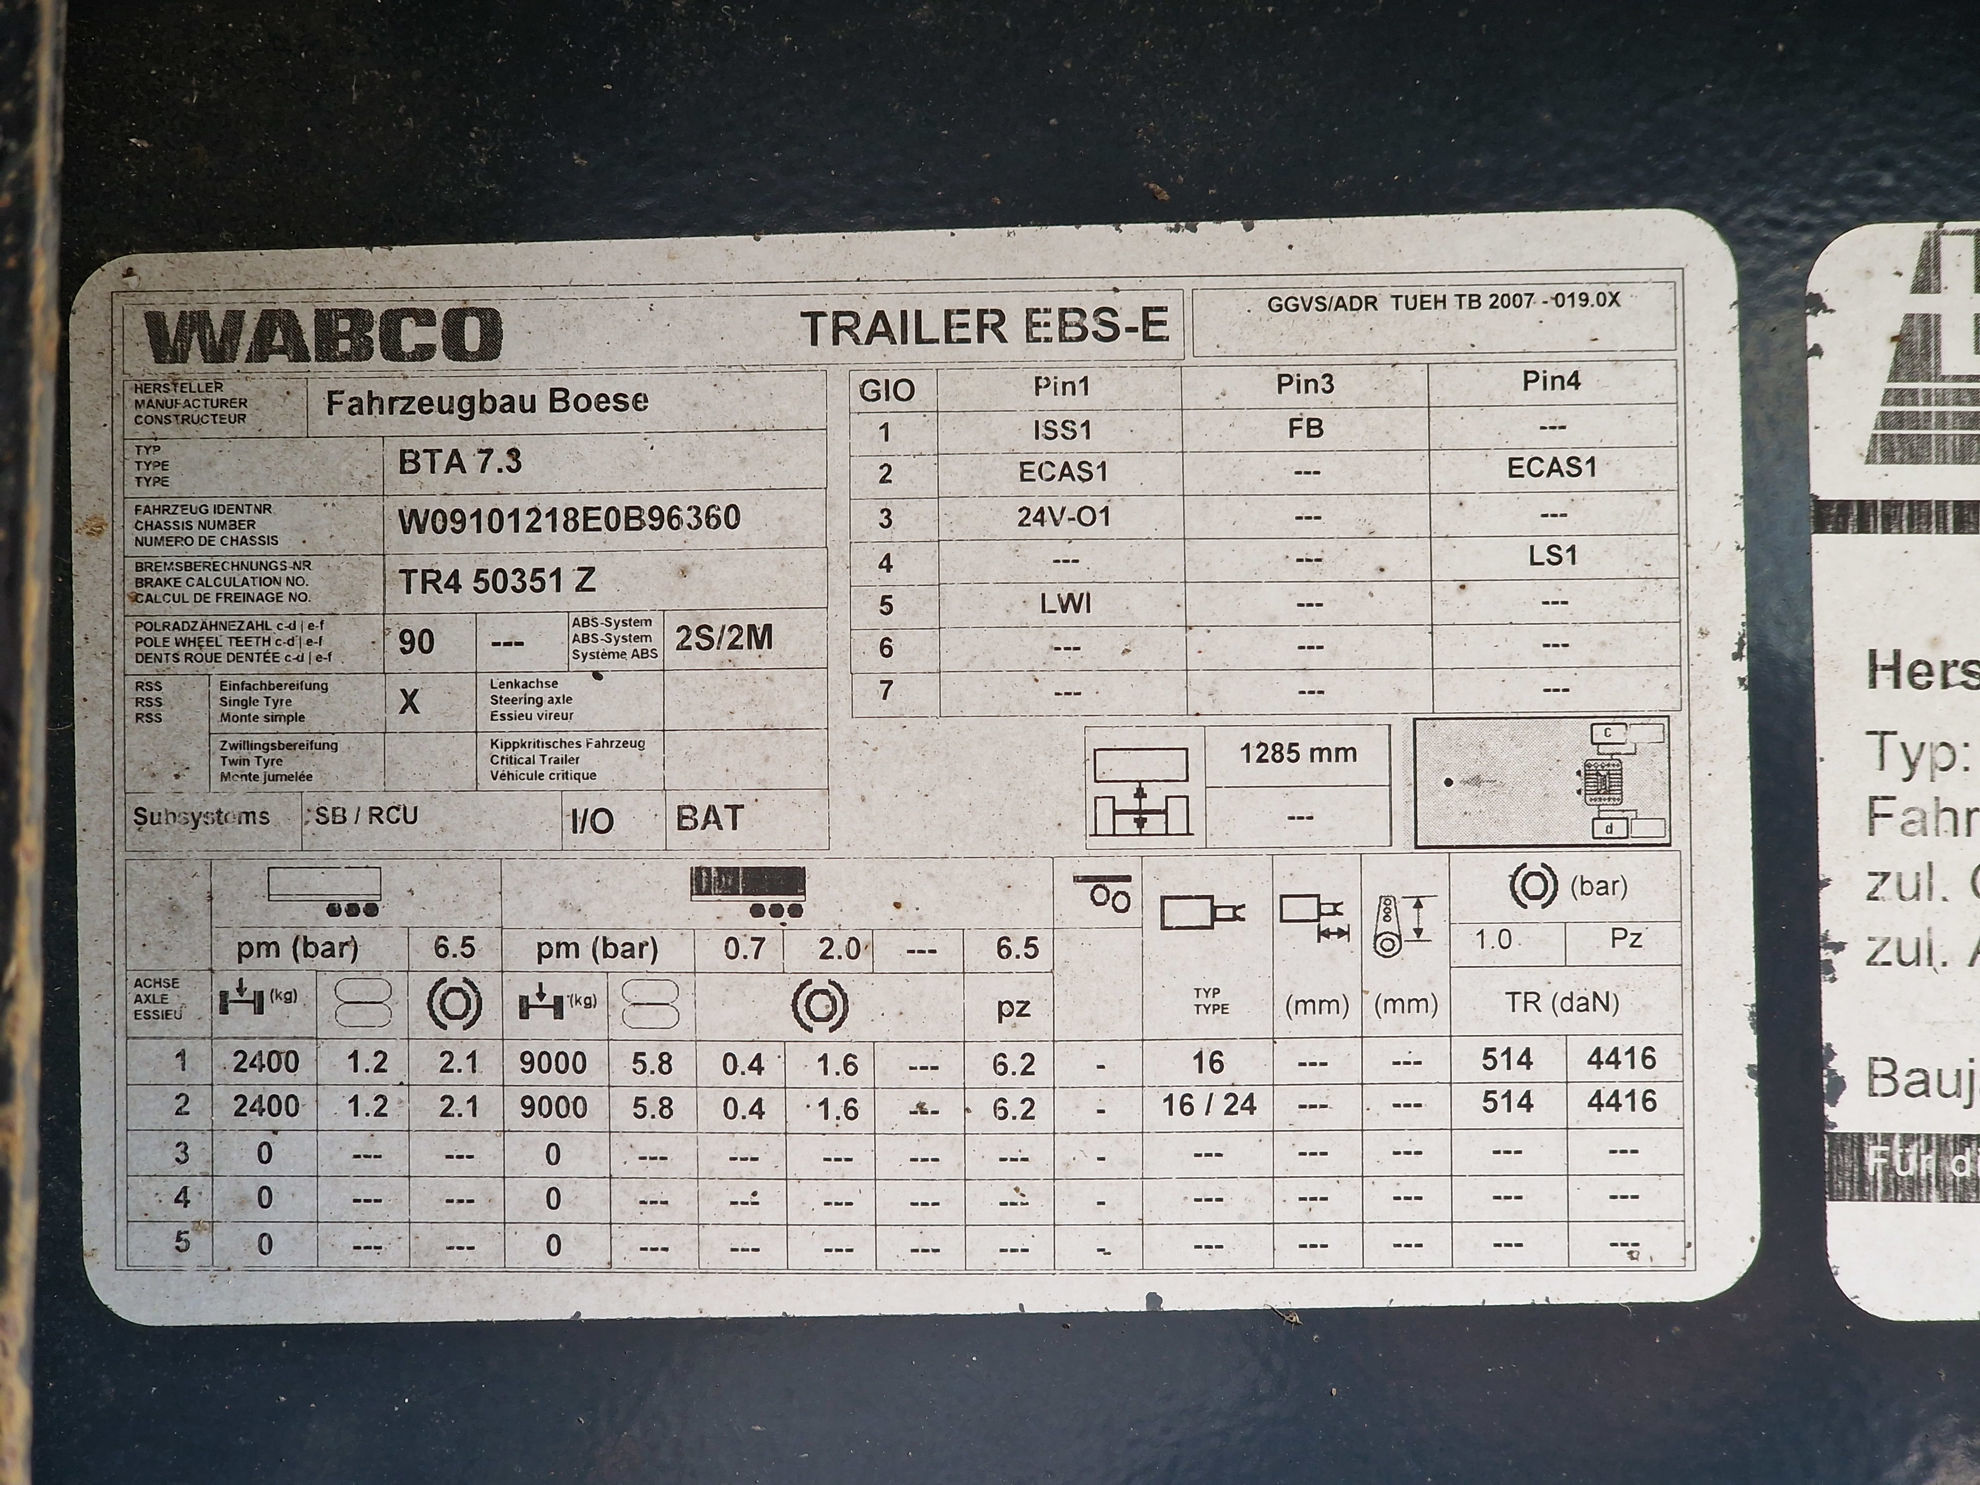 WABCO TRAILER EBS-E GGVS/ADR TUEH TB 2007 - 019.0X
HERSTELLER
MANUFACTURER
CONSTRUCTEUR
Fahrzeugbau Boese
TYP
TYPE
TYPE
BTA 7.3
FAHRZEUG IDENTNR
CHASSIS NUMBER
NUMERO DE CHASSIS
W09101218E0B96360
BREMSBERECHNUNGS-NR
BRAKE CALCULATION NO.
CALCUL DE FREINAGE NO.
TR4 50351 Z
POLRADZÄHNEZAHL c-d | e-f
POLE WHEEL TEETH c-d | e-f
DENTS ROUE DENTÉE c-d | e-f
90 ---
ABS-System
ABS-System
Système ABS
2S/2M
RSS
RSS
RSS
Einfachbereifung
Single Tyre
Monte simple
X
Lenkachse
Steering axle
Essieu vireur
Zwillingsbereifung
Twin Tyre
Monte jumelée
Kippkritisches Fahrzeug
Critical Trailer
Véhicule critique
Subsystems SB / RCU I/O BAT
GIO Pin1 Pin3 Pin4
1 ISS1 FB ---
2 ECAS1 --- ECAS1
3 24V-O1 --- ---
4 --- --- LS1
5 LWI --- ---
6 --- --- ---
7 --- --- ---
1285 mm
---
c
d
(bar)
pm (bar) 6.5 pm (bar) 0.7 2.0 --- 6.5 1.0 Pz
ACHSE
AXLE
ESSIEU
(kg) (kg) pz
TYP
TYPE
(mm) (mm) TR (daN)
1 2400 1.2 2.1 9000 5.8 0.4 1.6 --- 6.2 - 16 --- --- 514 4416
2 2400 1.2 2.1 9000 5.8 0.4 1.6 --- 6.2 - 16 / 24 --- --- 514 4416
3 0 --- --- 0 --- --- --- --- --- - --- --- --- --- ---
4 0 --- --- 0 --- --- --- --- --- - --- --- --- --- ---
5 0 --- --- 0 --- --- --- --- --- - --- --- --- --- ---
Hers
Typ:
Fahr
zul.
zul. A
Bauj
Für di